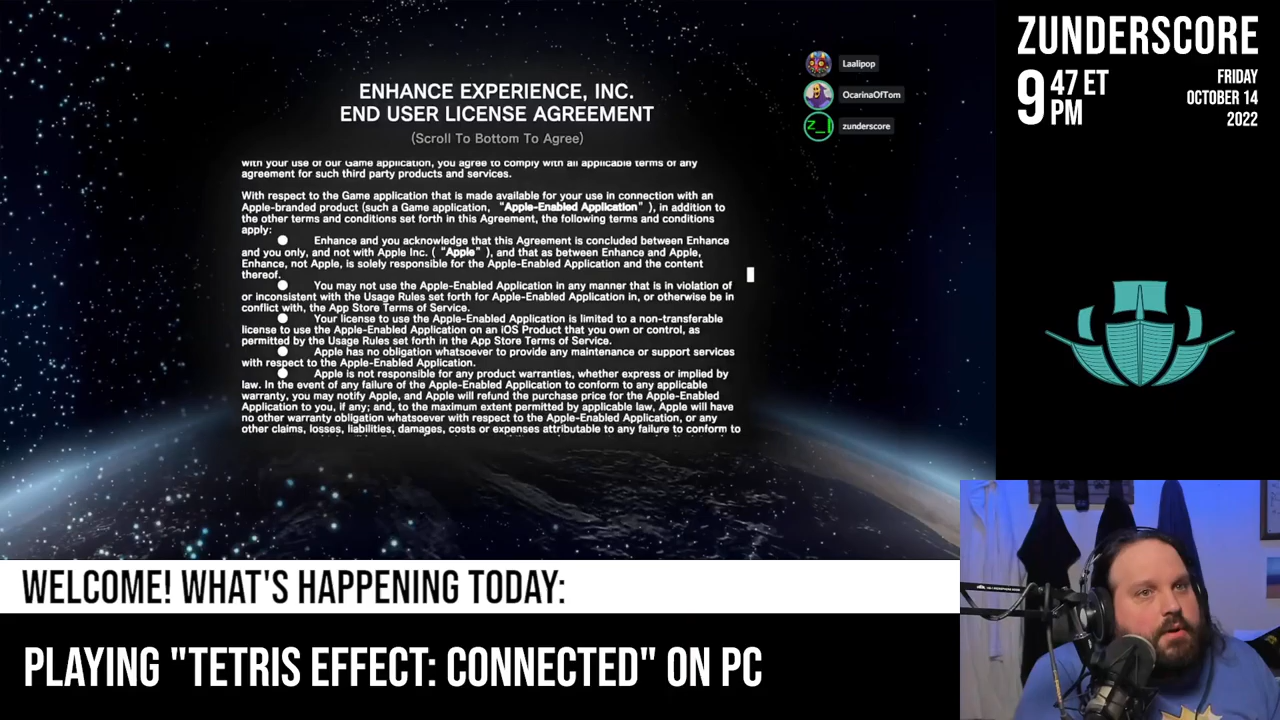 ENHANCE EXPERIENCE, INC.
END USER LICENSE AGREEMENT
(Scroll To Bottom To Agree)
with your use of our Game application, you agree to comply with all applicable terms of any
agreement for such third party products and services.
With respect to the Game application that is made available for your use in connection with an
Apple-branded product (such a Game application, "Apple-Enabled Application" ), in addition to
the other terms and conditions set forth in this Agreement, the following terms and conditions
apply:
● Enhance and you acknowledge that this Agreement is concluded between Enhance
and you only, and not with Apple Inc. ( "Apple" ), and that as between Enhance and Apple,
Enhance, not Apple, is solely responsible for the Apple-Enabled Application and the content
thereof.
● You may not use the Apple-Enabled Application in any manner that is in violation of
or inconsistent with the Usage Rules set forth for Apple-Enabled Application in, or otherwise be in
conflict with, the App Store Terms of Service.
● Your license to use the Apple-Enabled Application is limited to a non-transferable
license to use the Apple-Enabled Application on an iOS Product that you own or control, as
permitted by the Usage Rules set forth in the App Store Terms of Service.
● Apple has no obligation whatsoever to provide any maintenance or support services
with respect to the Apple-Enabled Application.
● Apple is not responsible for any product warranties, whether express or implied by
law. In the event of any failure of the Apple-Enabled Application to conform to any applicable
warranty, you may notify Apple, and Apple will refund the purchase price for the Apple-Enabled
Application to you, if any; and, to the maximum extent permitted by applicable law, Apple will have
no other warranty obligation whatsoever with respect to the Apple-Enabled Application, or any
other claims, losses, liabilities, damages, costs or expenses attributable to any failure to conform to
Laalipop
OcarinaOfTom
z_|
zunderscore
ZUNDERSCORE
9 47 ET
PM
FRIDAY
OCTOBER 14
2022
WELCOME! WHAT'S HAPPENING TODAY:
PLAYING "TETRIS EFFECT: CONNECTED" ON PC